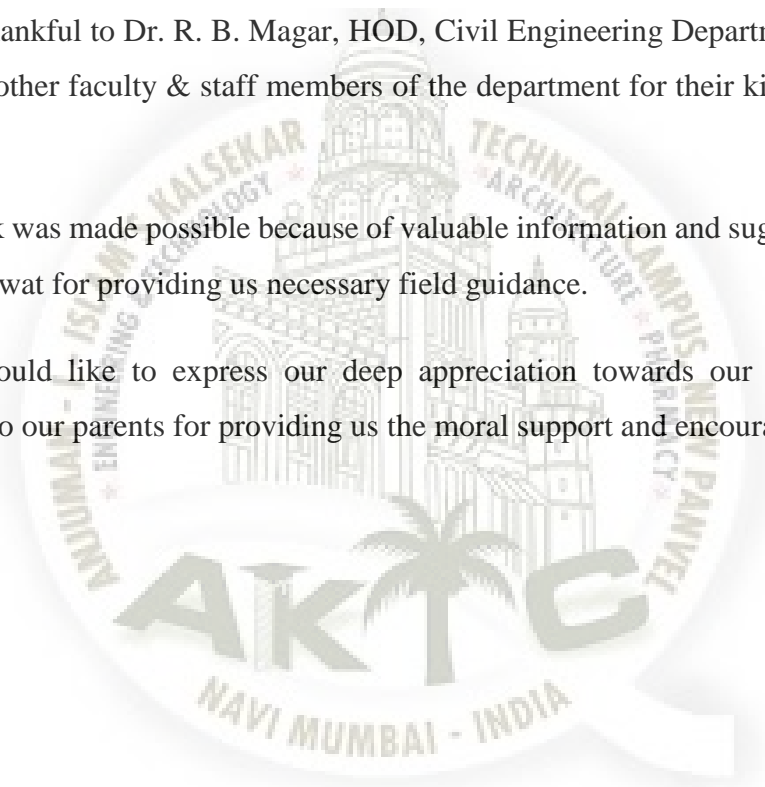 ankful to Dr. R. B. Magar, HOD, Civil Engineering Departm
other faculty & staff members of the department for their ki
was made possible because of valuable information and sug
wat for providing us necessary field guidance.
ould like to express our deep appreciation towards our
o our parents for providing us the moral support and encoura
ANJUMAN - I - ISLAM'S KALSEKAR TECHNICAL CAMPUS, NEW PANVEL
ENGINEERING & TECHNOLOGY * ARCHITECTURE * PHARMACY *
AKTC
NAVI MUMBAI - INDIA